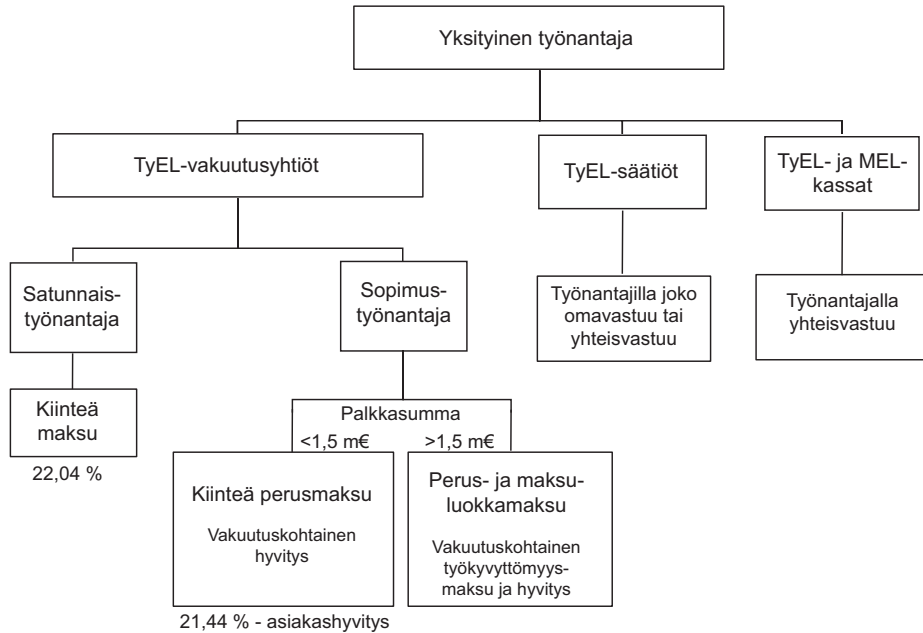 Yksityinen työnantaja
TyEL-vakuutusyhtiöt
TyEL-säätiöt
TyEL- ja MEL-
kassat
Satunnais-
työnantaja
Sopimus-
työnantaja
Työnantajilla joko
omavastuu tai
yhteisvastuu
Työnantajalla
yhteisvastuu
Kiinteä
maksu
22,04 %
Palkkasumma
<1,5 m€
>1,5 m€
Kiinteä perusmaksu
Vakuutuskohtainen
hyvitys
21,44 % - asiakashyvitys
Perus- ja maksu-
luokkamaksu
Vakuutuskohtainen
työkyvyttömyys-
maksu ja hyvitys